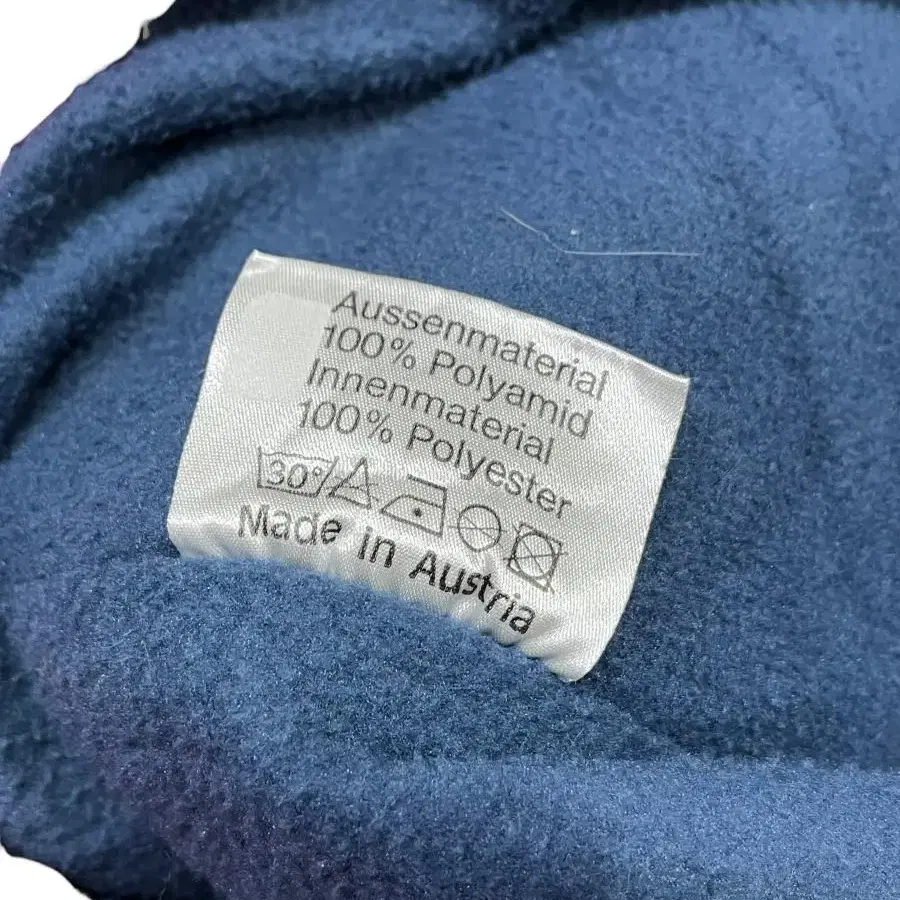 Aussenmaterial
100% Polyamid
Innenmaterial
100% Polyester
30°
Made in Austria